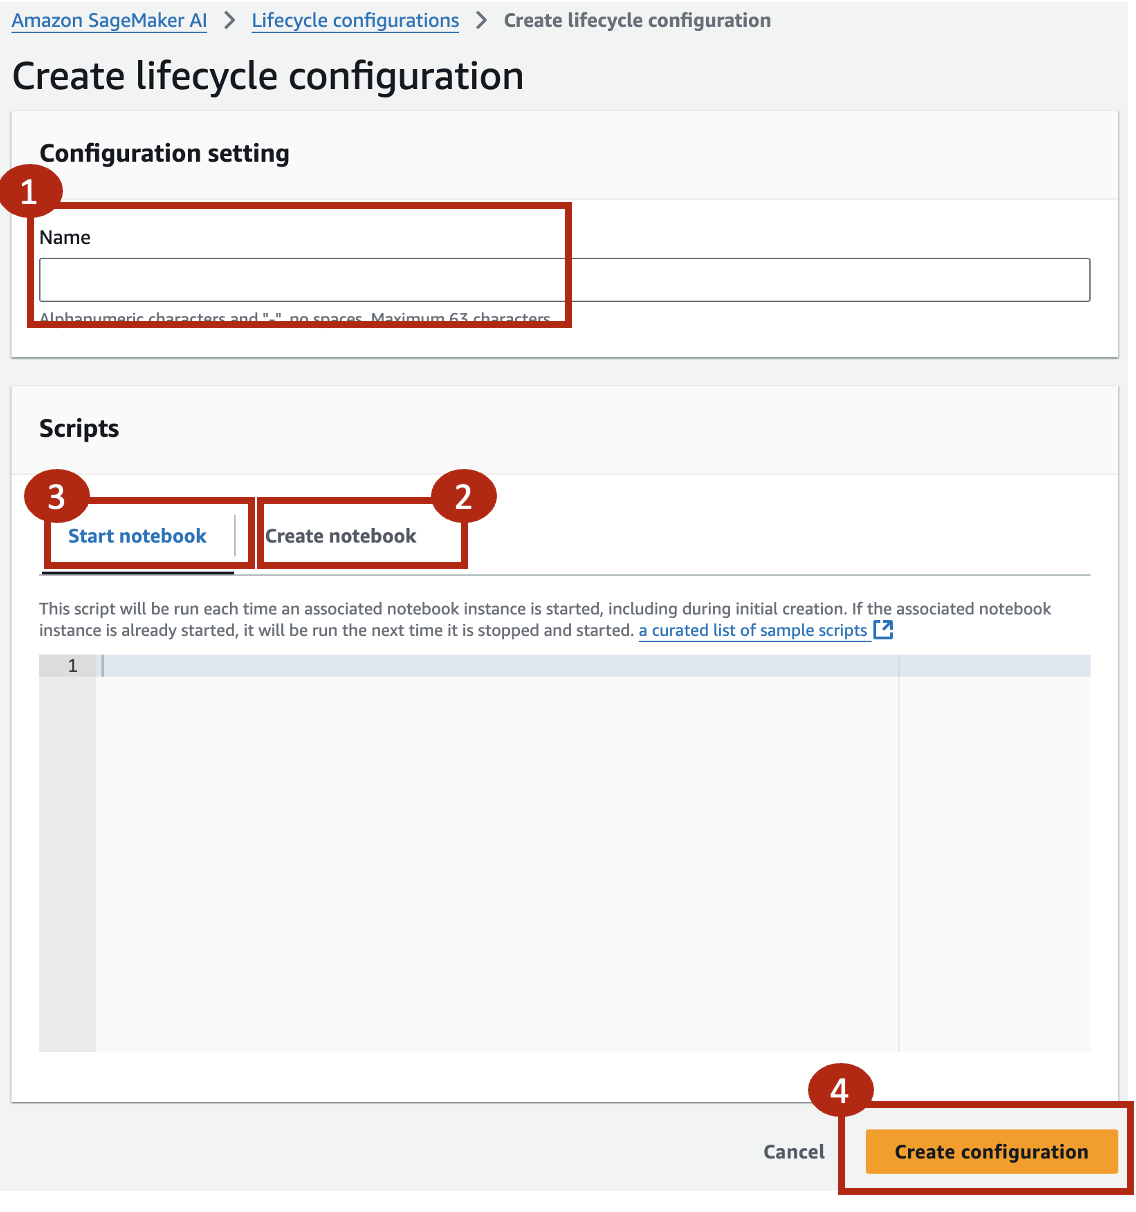 Amazon SageMaker AI > Lifecycle configurations > Create lifecycle configuration
Create lifecycle configuration
Configuration setting
1
Name
Alphanumeric characters and "-", no spaces. Maximum 63 characters.
Scripts
3
2
Start notebook
Create notebook
This script will be run each time an associated notebook instance is started, including during initial creation. If the associated notebook
instance is already started, it will be run the next time it is stopped and started. a curated list of sample scripts
1
4
Cancel
Create configuration